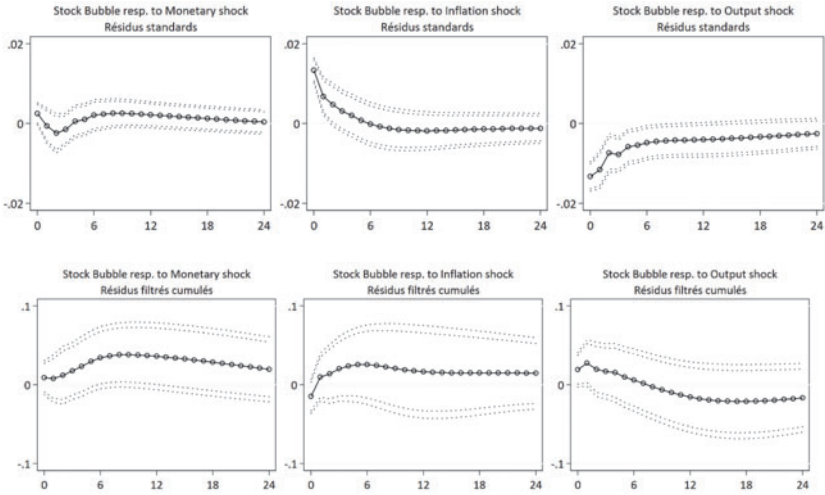 Stock Bubble resp. to Monetary shock
Résidus standards
Stock Bubble resp. to Inflation shock
Résidus standards
Stock Bubble resp. to Output shock
Résidus standards
.02
0
-.02
0 6 12 18 24
.02
0
-.02
0 6 12 18 24
.02
0
-.02
0 6 12 18 24
Stock Bubble resp. to Monetary shock
Résidus filtrés cumulés
Stock Bubble resp. to Inflation shock
Résidus filtrés cumulés
Stock Bubble resp. to Output shock
Résidus filtrés cumulés
.1
0
-.1
0 6 12 18 24
.1
0
-.1
0 6 12 18 24
.1
0
-.1
0 6 12 18 24